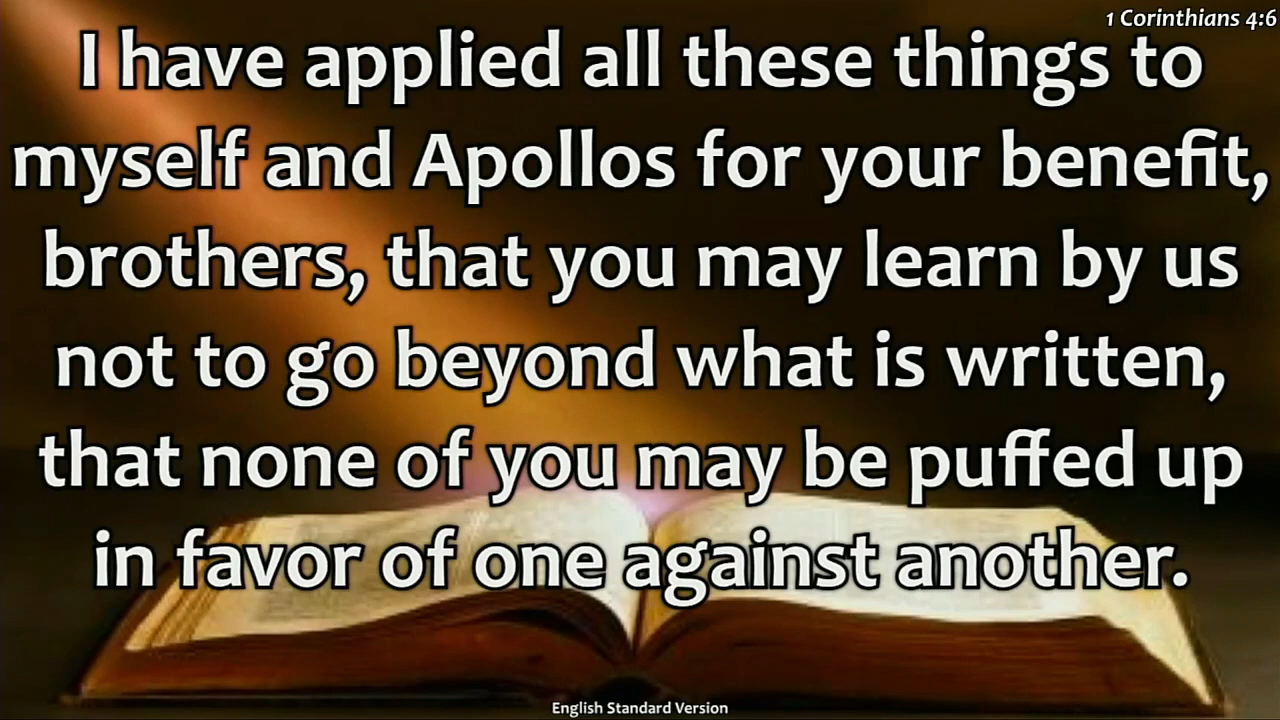 1 Corinthians 4:6
I have applied all these things to
myself and Apollos for your benefit,
brothers, that you may learn by us
not to go beyond what is written,
that none of you may be puffed up
in favor of one against another.
English Standard Version